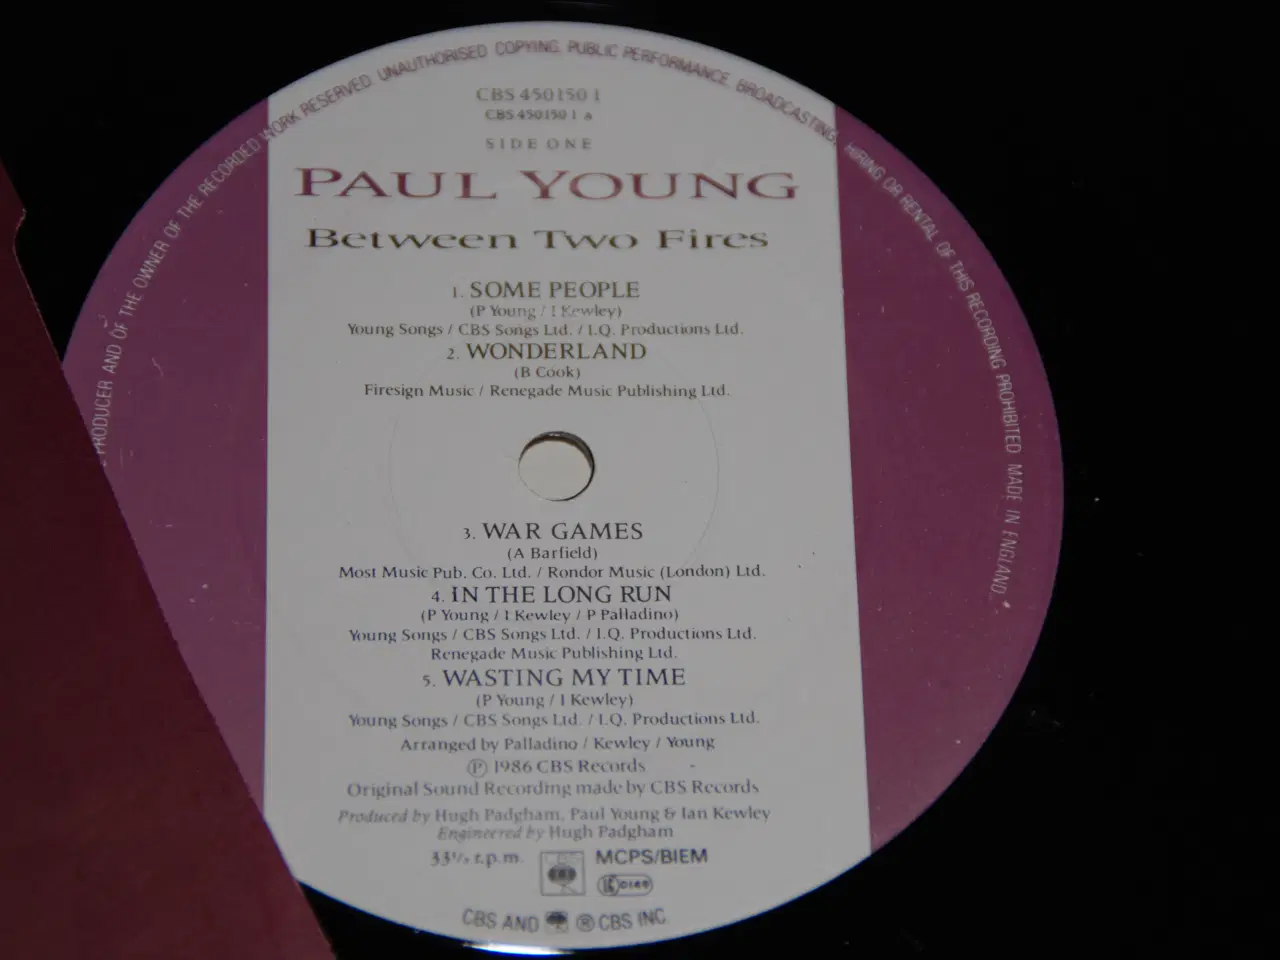 PRODUCER AND OF THE OWNER OF THE RECORDED WORK RESERVED UNAUTHORISED COPYING, PUBLIC PERFORMANCE, BROADCASTING, HIRING OR RENTAL OF THIS RECORDING PROHIBITED MADE IN ENGLAND
CBS 450150 1
CBS 450150 1 A
SIDE ONE
PAUL YOUNG
Between Two Fires
1. SOME PEOPLE
(P Young / I Kewley)
Young Songs / CBS Songs Ltd. / I.Q. Productions Ltd.
2. WONDERLAND
(B Cook)
Firesign Music / Renegade Music Publishing Ltd.
3. WAR GAMES
(A Barfield)
Most Music Pub. Co. Ltd. / Rondor Music (London) Ltd.
4. IN THE LONG RUN
(P Young / I Kewley / P Palladino)
Young Songs / CBS Songs Ltd. / I.Q. Productions Ltd.
Renegade Music Publishing Ltd.
5. WASTING MY TIME
(P Young / I Kewley)
Young Songs / CBS Songs Ltd. / I.Q. Productions Ltd.
Arranged by Palladino / Kewley / Young
Ⓟ 1986 CBS Records
Original Sound Recording made by CBS Records
Produced by Hugh Padgham, Paul Young & Ian Kewley
Engineered by Hugh Padgham
33⅓ r.p.m. CBS MCPS/BIEM
LC 0149
CBS AND ® CBS INC